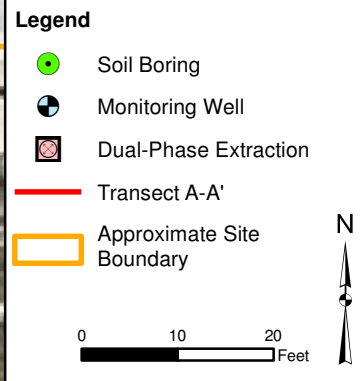 Legend
Soil Boring
Monitoring Well
Dual-Phase Extraction
Transect A-A'
Approximate Site
Boundary
N
0 10 20
Feet